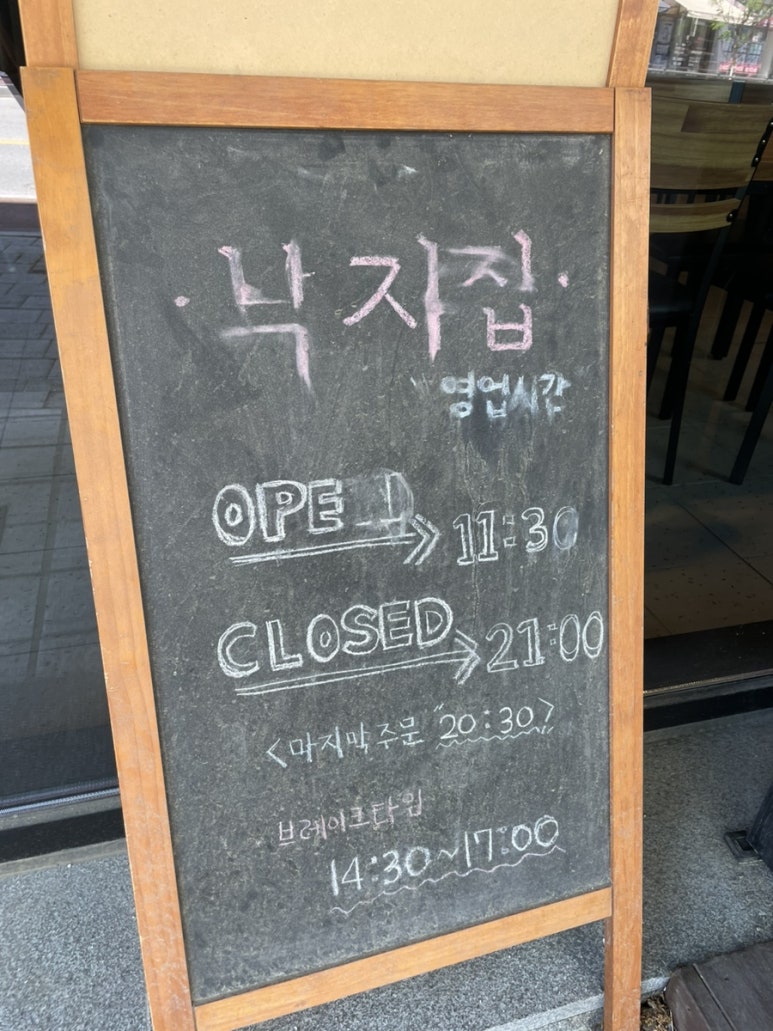 · 낙지집 ·
영업시간
OPEN 11:30
CLOSED → 21:00
<마지막 주문 "20:30>
브레이크타임
14:30~17:00